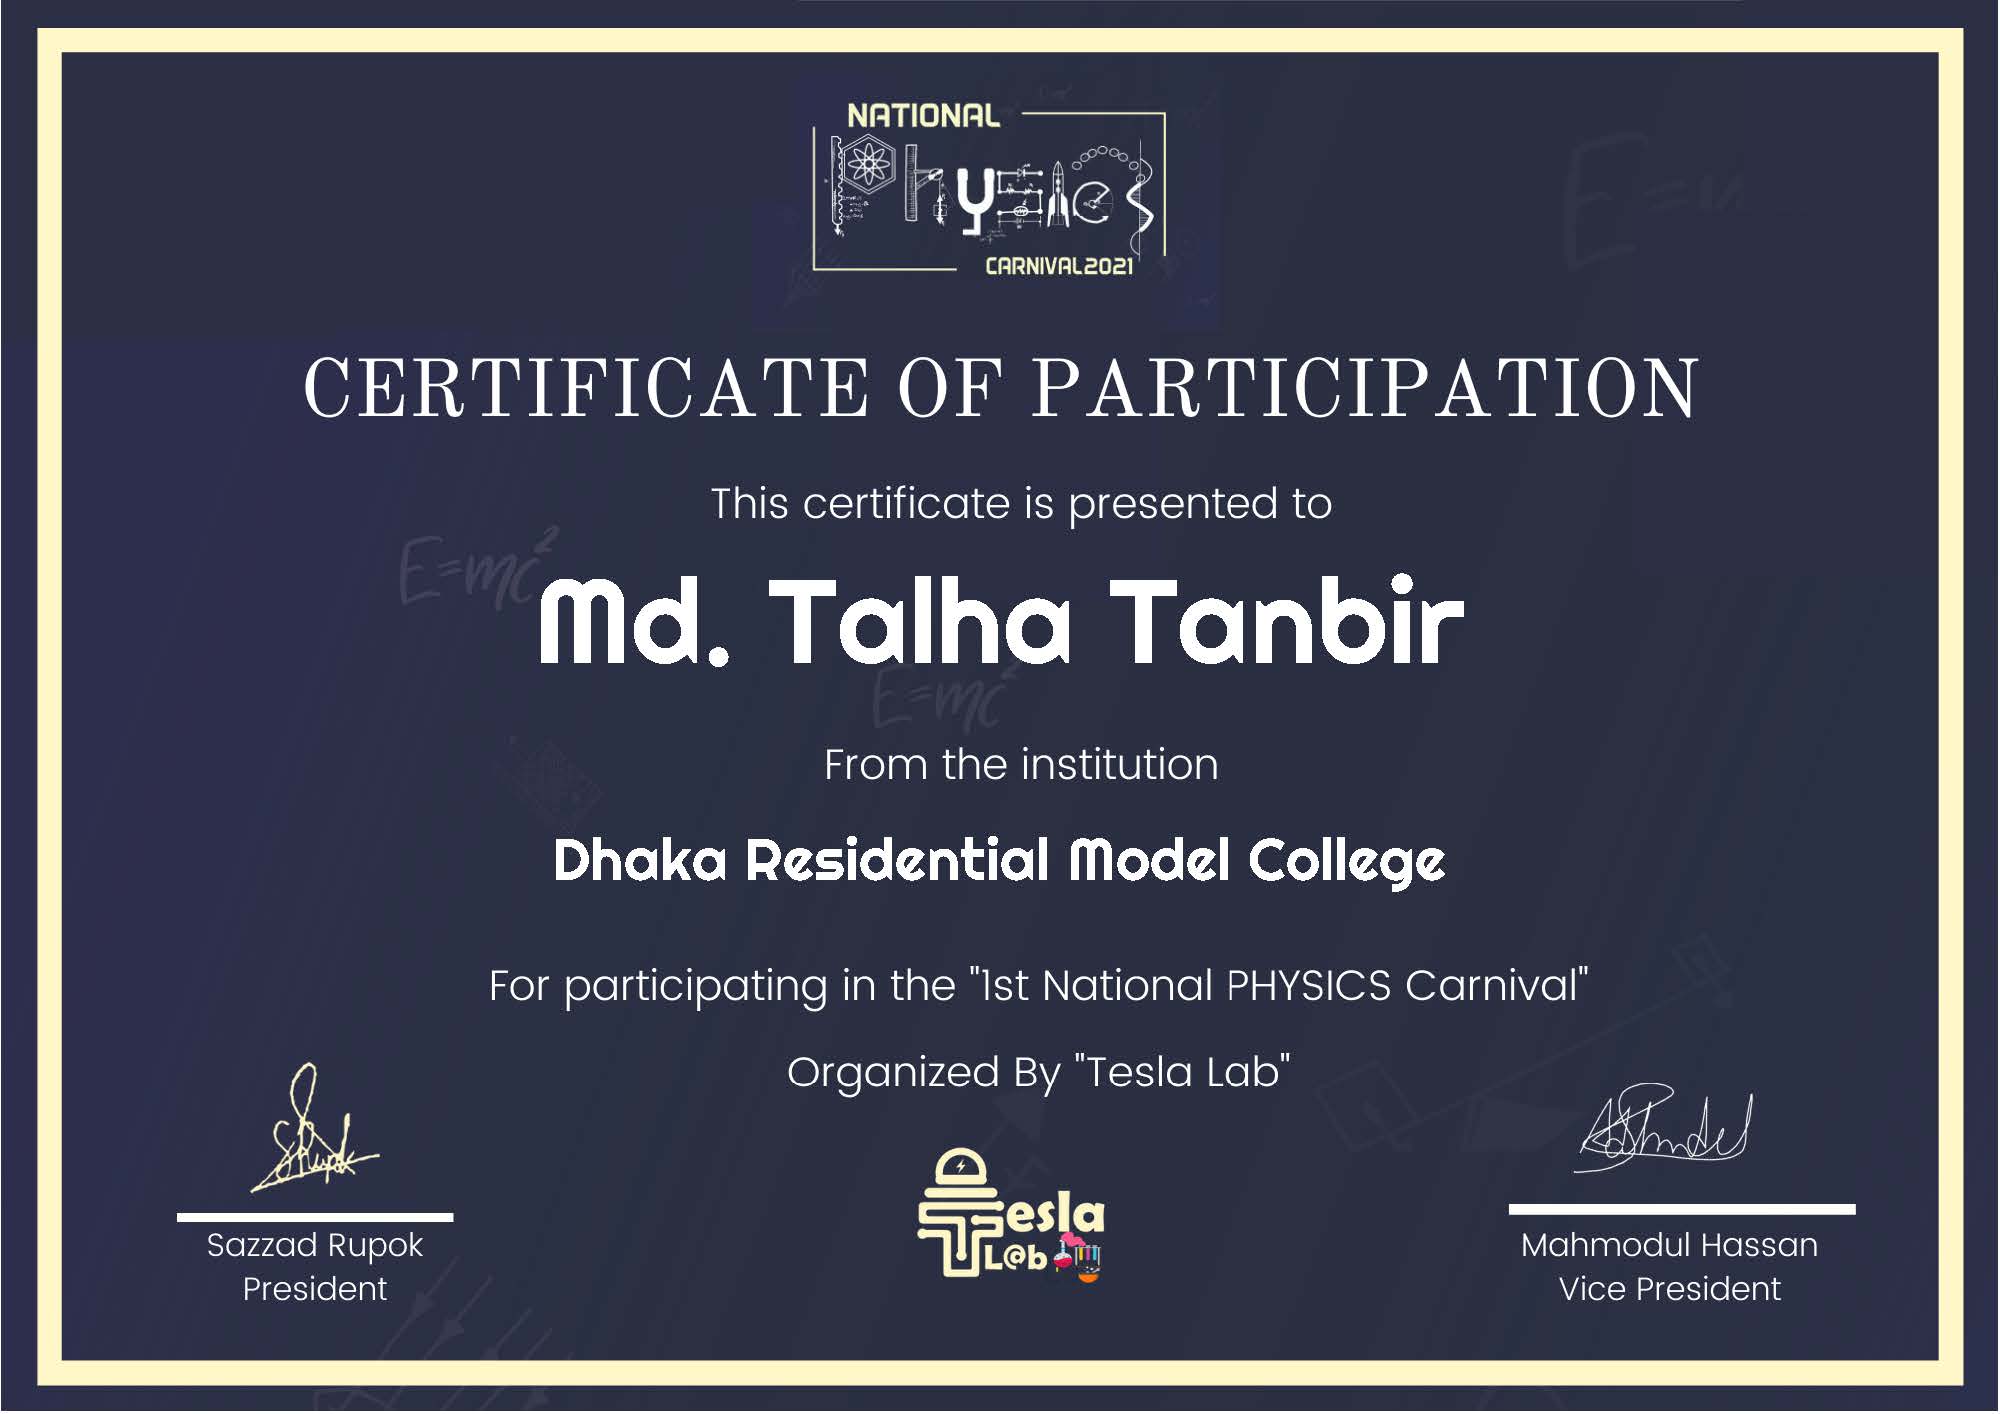 NATIONAL
Physics
CARNIVAL2021
CERTIFICATE OF PARTICIPATION
This certificate is presented to
E=mc²
Md. Talha Tanbir
E=mc²
From the institution
Dhaka Residential Model College
For participating in the "1st National PHYSICS Carnival"
Organized By "Tesla Lab"
Tesla
L@b
Sazzad Rupok
President
Mahmodul Hassan
Vice President